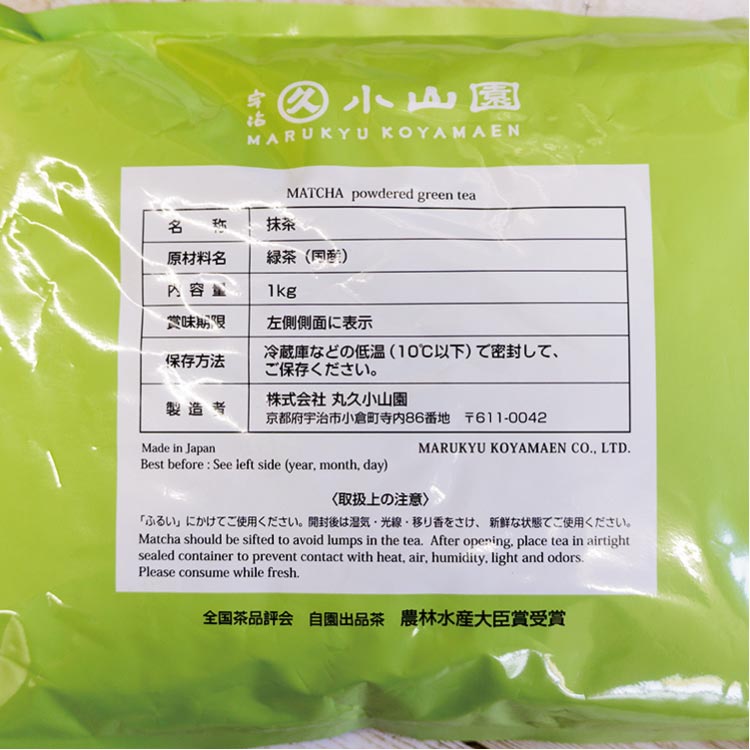 宇治 久 小山園
MARUKYU KOYAMAEN
MATCHA powdered green tea
名称 抹茶
原材料名 緑茶（国産）
内容量 1kg
賞味期限 左側側面に表示
保存方法 冷蔵庫などの低温（10℃以下）で密封して、
ご保存ください。
製造者 株式会社 丸久小山園
京都府宇治市小倉町寺内86番地 〒611-0042
Made in Japan MARUKYU KOYAMAEN CO., LTD.
Best before : See left side (year, month, day)
〈取扱上の注意〉
「ふるい」にかけてご使用ください。開封後は湿気・光線・移り香をさけ、新鮮な状態でご使用ください。
Matcha should be sifted to avoid lumps in the tea. After opening, place tea in airtight
sealed container to prevent contact with heat, air, humidity, light and odors.
Please consume while fresh.
全国茶品評会 自園出品茶 農林水産大臣賞受賞